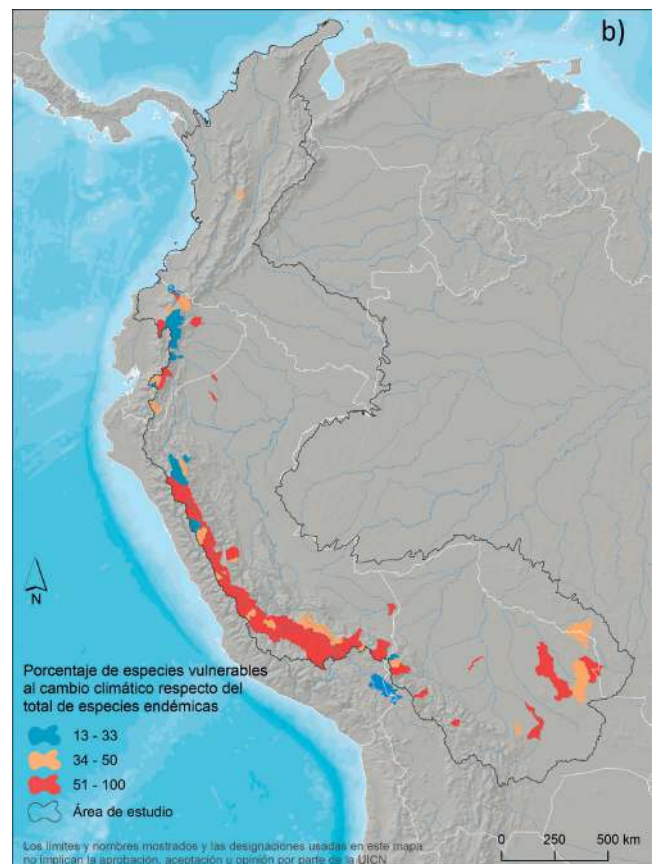 b)
N
Porcentaje de especies vulnerables
al cambio climático respecto del
total de especies endémicas
13 - 33
34 - 50
51 - 100
Área de estudio
0 250 500 km
Los límites y nombres mostrados y las designaciones usadas en este mapa
no implican la aprobación, aceptación u opinión por parte de la UICN